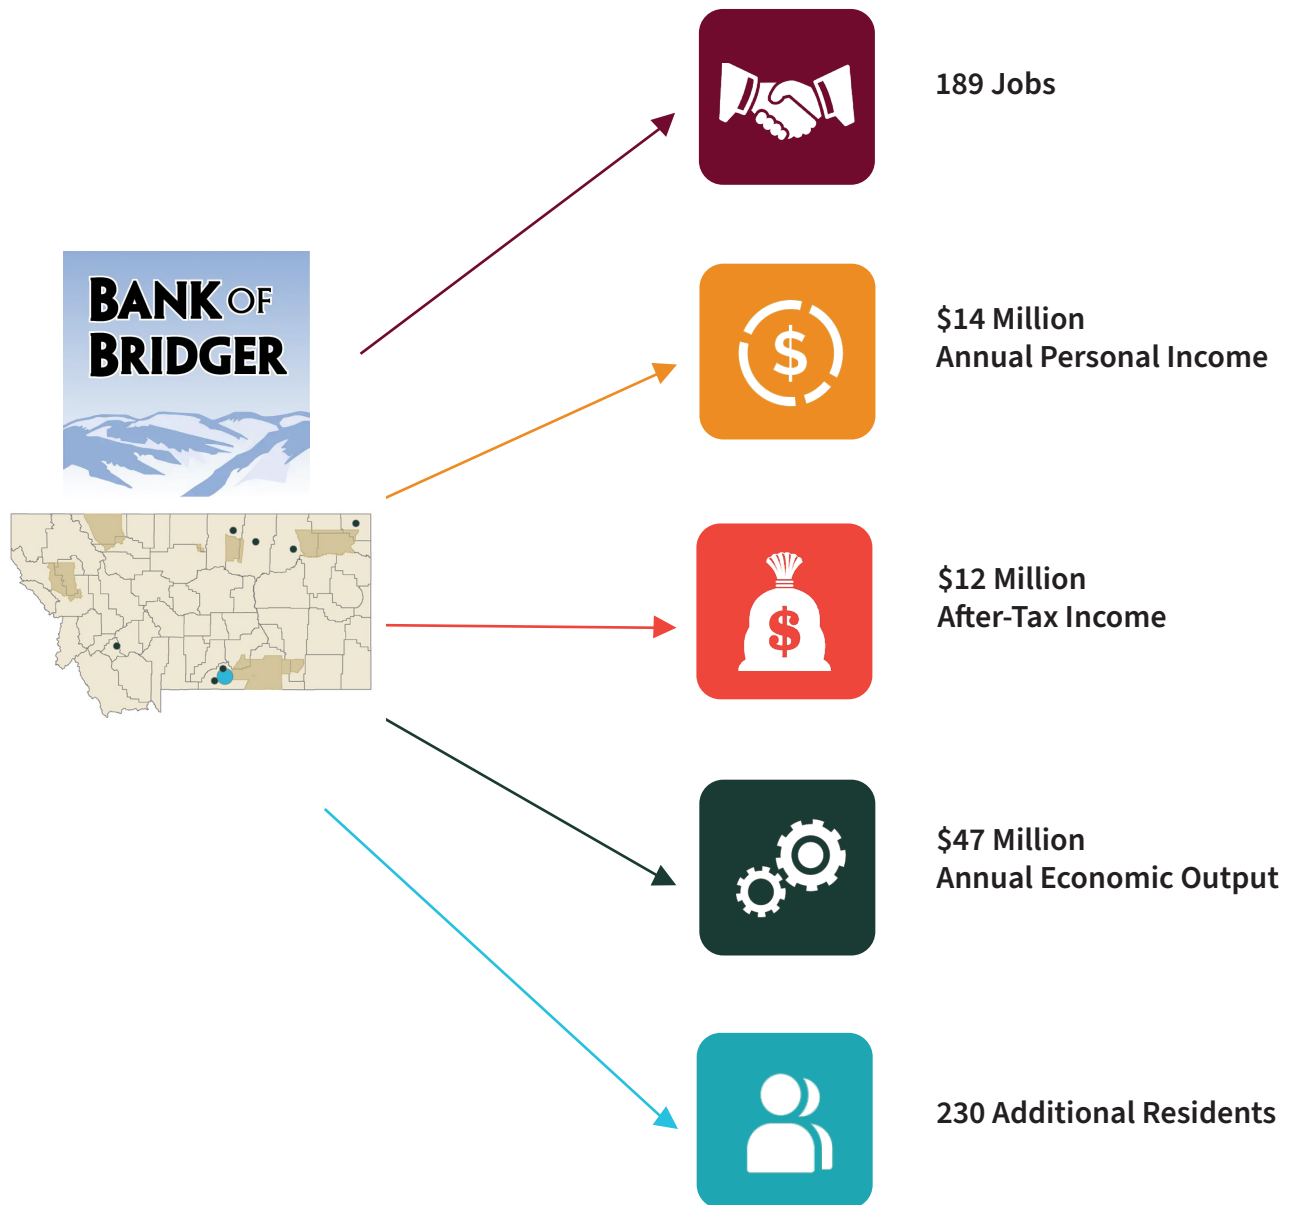 BANK OF
BRIDGER
189 Jobs
$
$14 Million
Annual Personal Income
$
$12 Million
After-Tax Income
$47 Million
Annual Economic Output
230 Additional Residents